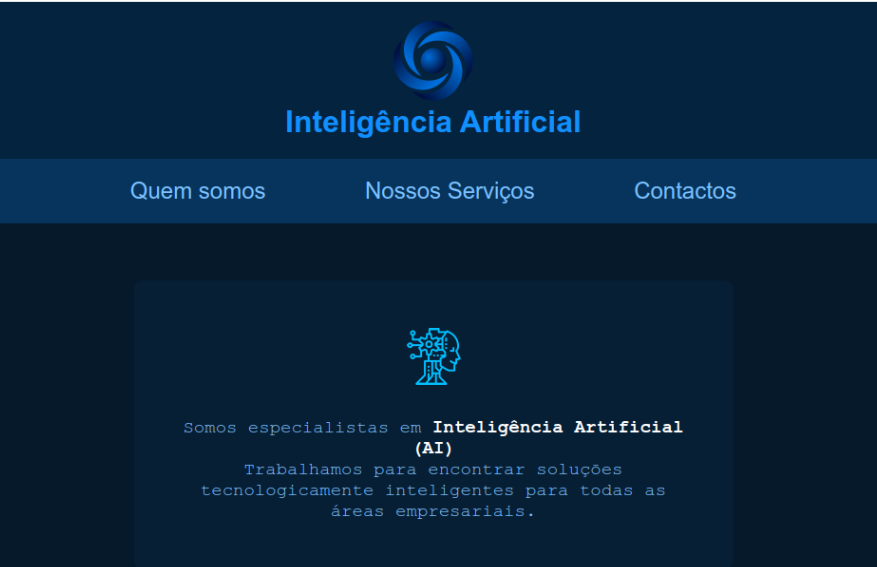 Inteligência Artificial
Quem somos
Nossos Serviços
Contactos
Somos especialistas em Inteligência Artificial
(AI)
Trabalhamos para encontrar soluções
tecnologicamente inteligentes para todas as
áreas empresariais.